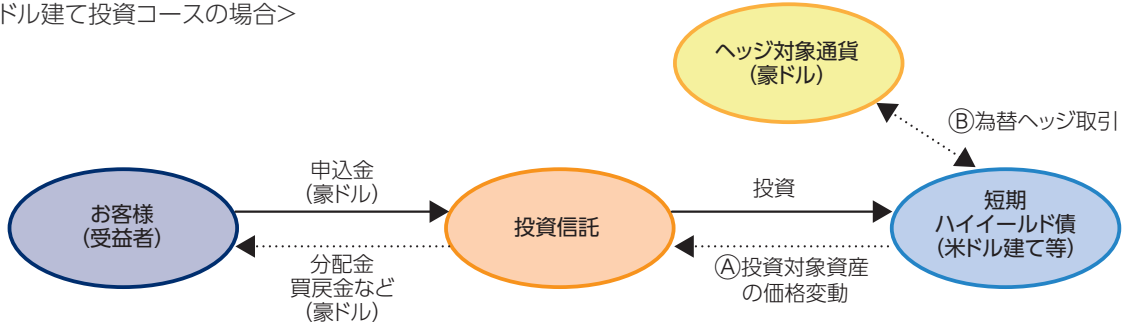 ドル建て投資コースの場合>
ヘッジ対象通貨
（豪ドル）
Ⓑ為替ヘッジ取引
申込金
（豪ドル）
投資
お客様
（受益者）
投資信託
短期
ハイイールド債
（米ドル建て等）
分配金
買戻金など
（豪ドル）
Ⓐ投資対象資産
の価格変動